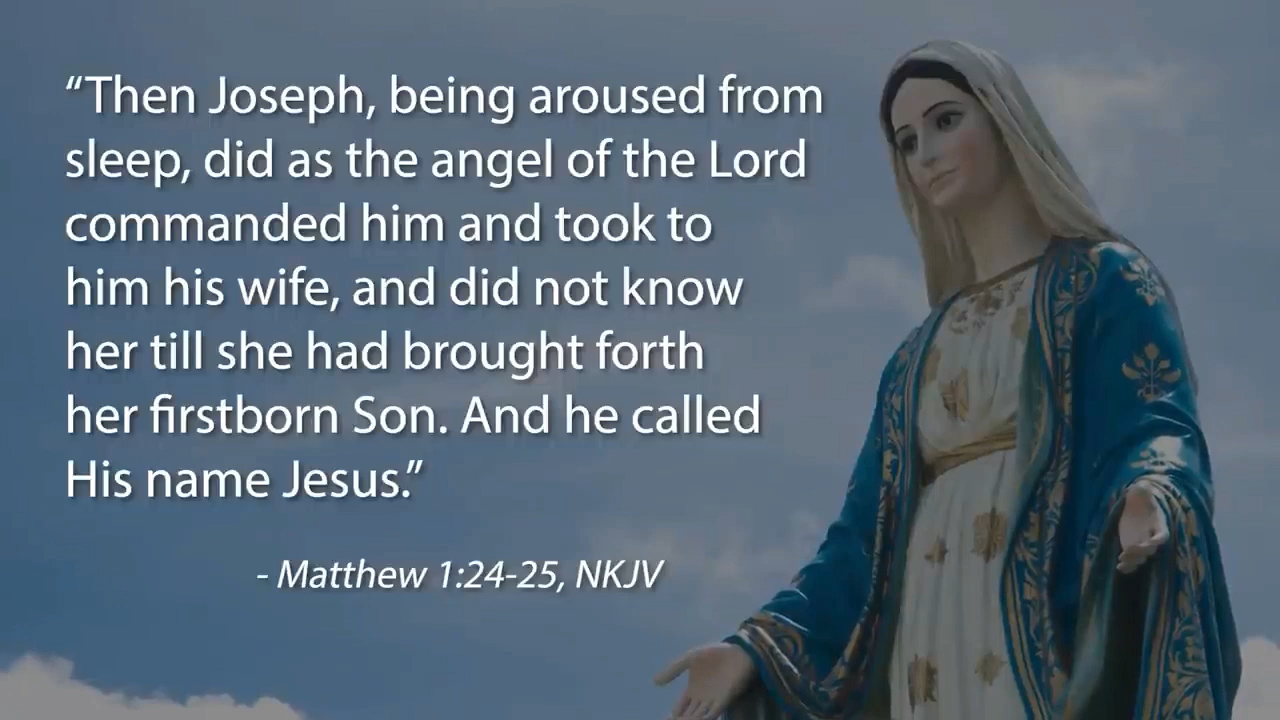 “Then Joseph, being aroused from
sleep, did as the angel of the Lord
commanded him and took to
him his wife, and did not know
her till she had brought forth
her firstborn Son. And he called
His name Jesus.”
- Matthew 1:24-25, NKJV